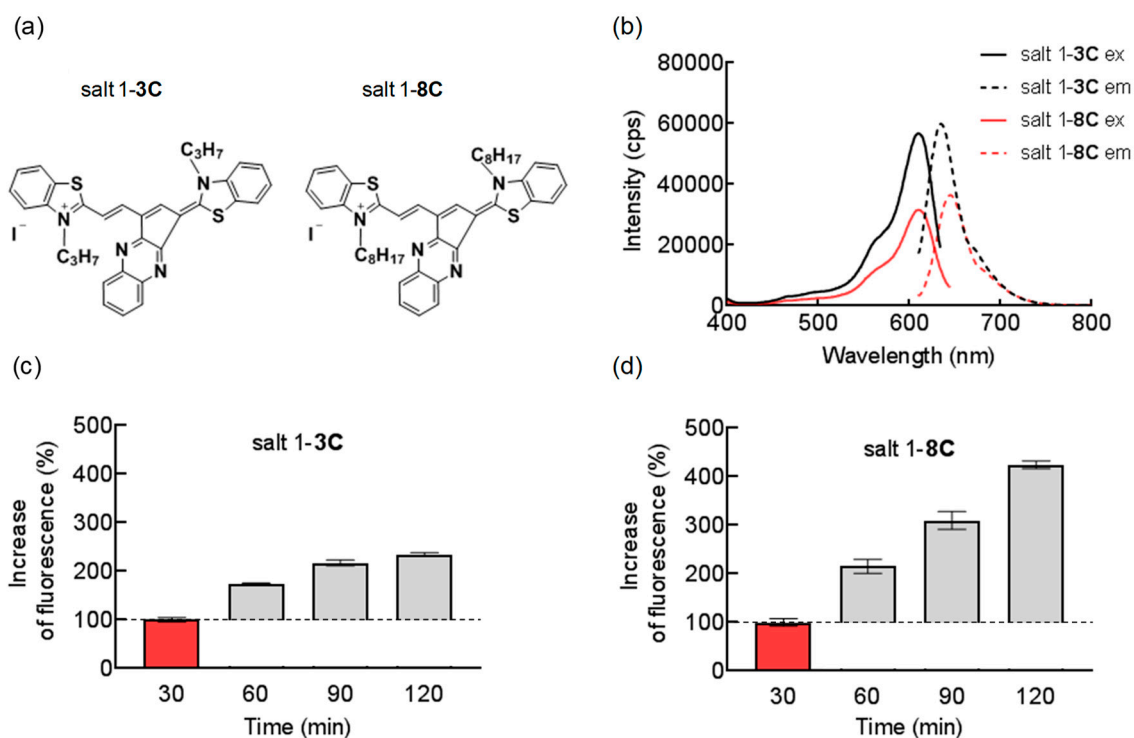 (a)
salt 1-3C
salt 1-8C
C3H7
S
N
S
N
+
I−
C3H7
N
N
C8H17
S
N
S
N
+
I−
C8H17
N
N
(b)
salt 1-3C ex
salt 1-3C em
salt 1-8C ex
salt 1-8C em
Intensity (cps)
80000
60000
40000
20000
0
400 500 600 700 800
Wavelength (nm)
(c)
salt 1-3C
Increase
of fluorescence (%)
500
400
300
200
100
0
30 60 90 120
Time (min)
(d)
salt 1-8C
Increase
of fluorescence (%)
500
400
300
200
100
0
30 60 90 120
Time (min)